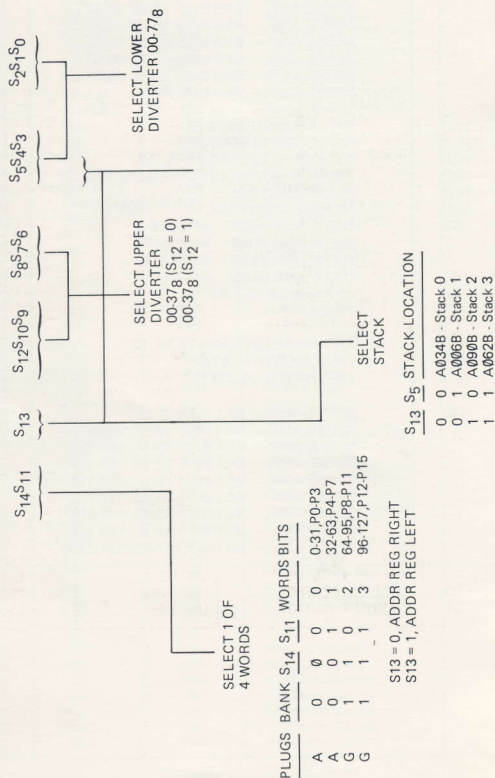 S14S11 S13 S12S10S9 S8S7S6 S5S4S3 S2S1S0
SELECT LOWER
DIVERTER 00-778
SELECT UPPER
DIVERTER
00-378 (S12 = 0)
00-378 (S12 = 1)
SELECT
STACK
SELECT 1 OF
4 WORDS
PLUGS BANK S14 S11 WORDS BITS
A 0 Ø 0 0 0-31,P0-P3
A 0 0 1 1 32-63,P4-P7
G 1 1 0 2 64-95,P8-P11
G 1 1 1 3 96-127,P12-P15
S13 = 0, ADDR REG RIGHT
S13 = 1, ADDR REG LEFT
S13 S5 STACK LOCATION
0 0 A034B - Stack 0
0 1 A006B - Stack 1
1 0 A090B - Stack 2
1 1 A062B - Stack 3